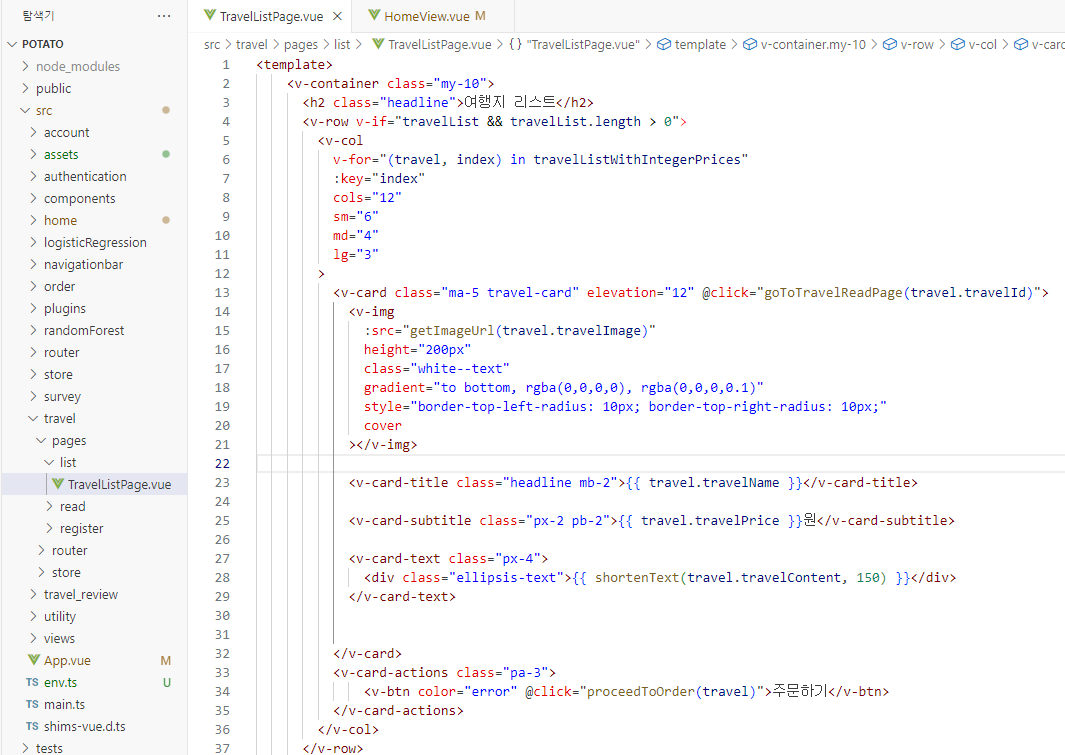 탐색기 ...
POTATO
node_modules
public
src
account
assets
authentication
components
home
logisticRegression
navigationbar
order
plugins
randomForest
router
store
survey
travel
pages
list
TravelListPage.vue
read
register
router
store
travel_review
utility
views
App.vue M
TS env.ts U
TS main.ts
TS shims-vue.d.ts
tests
TravelListPage.vue × HomeView.vue M
src > travel > pages > list > TravelListPage.vue > {} "TravelListPage.vue" > template > v-container.my-10 > v-row > v-col > v-card
1 <template>
2 <v-container class="my-10">
3 <h2 class="headline">여행지 리스트</h2>
4 <v-row v-if="travelList && travelList.length > 0">
5 <v-col
6 v-for="(travel, index) in travelListWithIntegerPrices"
7 :key="index"
8 cols="12"
9 sm="6"
10 md="4"
11 lg="3"
12 >
13 <v-card class="ma-5 travel-card" elevation="12" @click="goToTravelReadPage(travel.travelId)">
14 <v-img
15 :src="getImageUrl(travel.travelImage)"
16 height="200px"
17 class="white--text"
18 gradient="to bottom, rgba(0,0,0,0), rgba(0,0,0,0.1)"
19 style="border-top-left-radius: 10px; border-top-right-radius: 10px;"
20 cover
21 ></v-img>
22
23 <v-card-title class="headline mb-2">{{ travel.travelName }}</v-card-title>
24
25 <v-card-subtitle class="px-2 pb-2">{{ travel.travelPrice }}원</v-card-subtitle>
26
27 <v-card-text class="px-4">
28 <div class="ellipsis-text">{{ shortenText(travel.travelContent, 150) }}</div>
29 </v-card-text>
30
31
32 </v-card>
33 <v-card-actions class="pa-3">
34 <v-btn color="error" @click="proceedToOrder(travel)">주문하기</v-btn>
35 </v-card-actions>
36 </v-col>
37 </v-row>